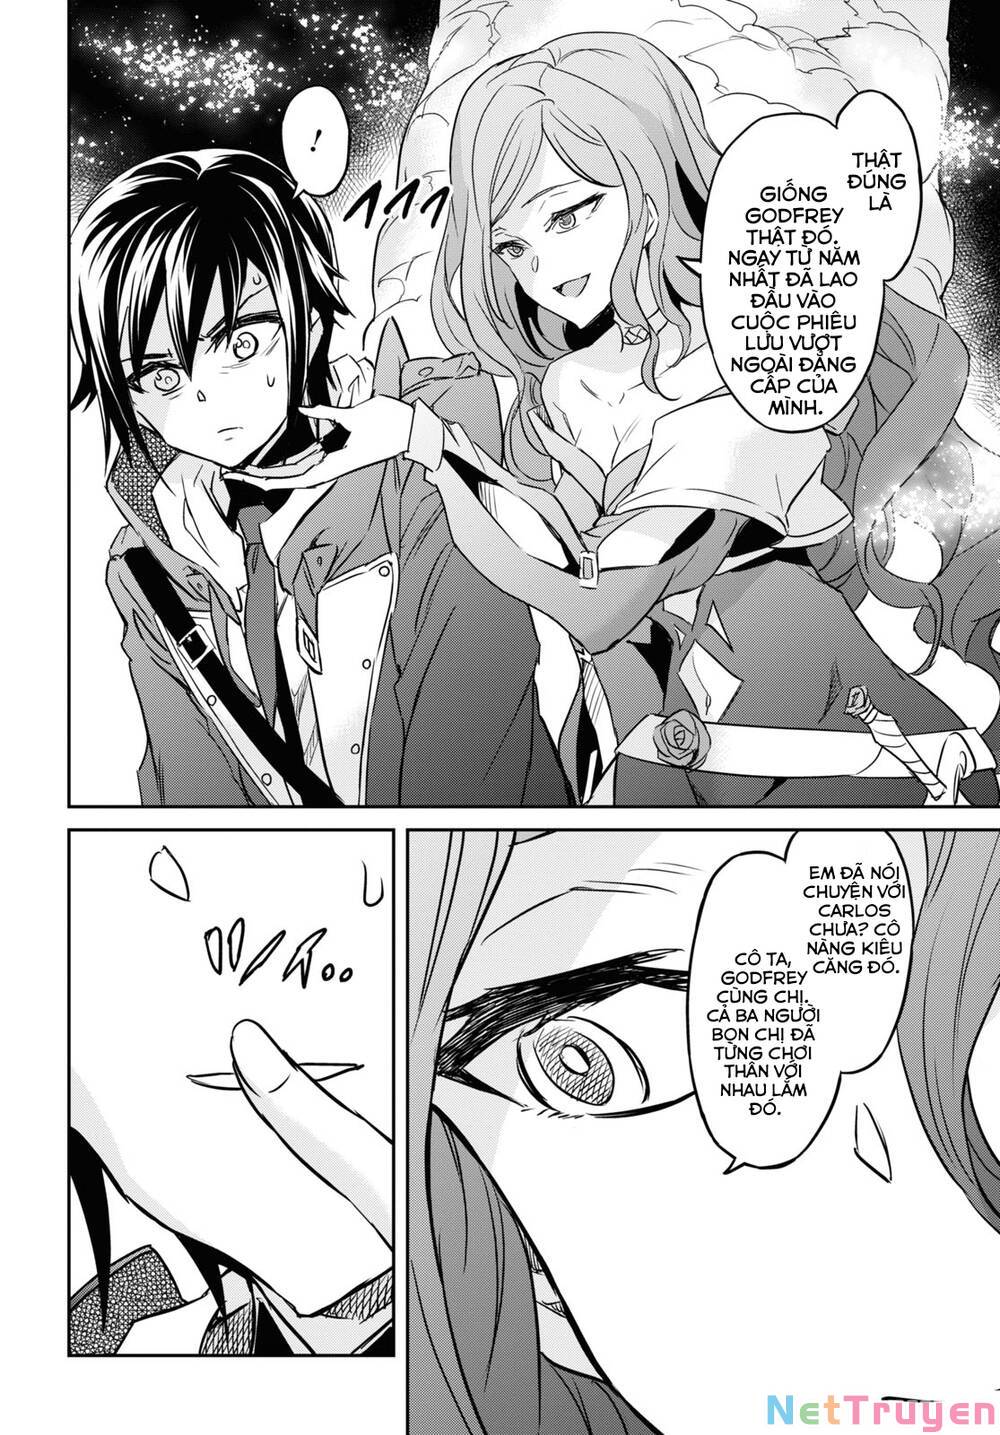 THẬT
ĐÚNG
LÀ
GIỐNG
GODFREY
THẬT ĐÓ.
NGAY TỪ NĂM
NHẤT ĐÃ LAO
ĐẦU VÀO
CUỘC PHIÊU
LƯU VƯỢT
NGOÀI ĐẲNG
CẤP CỦA
MÌNH.
!
EM ĐÃ NÓI
CHUYỆN VỚI
CARLOS
CHƯA? CÔ
NÀNG KIÊU
CĂNG ĐÓ.
CÔ TA,
GODFREY
CÙNG CHỊ.
CẢ BA NGƯỜI
BỌN CHỊ ĐÃ
TỪNG CHƠI
THÂN VỚI
NHAU LẮM
ĐÓ.
NetTruyen